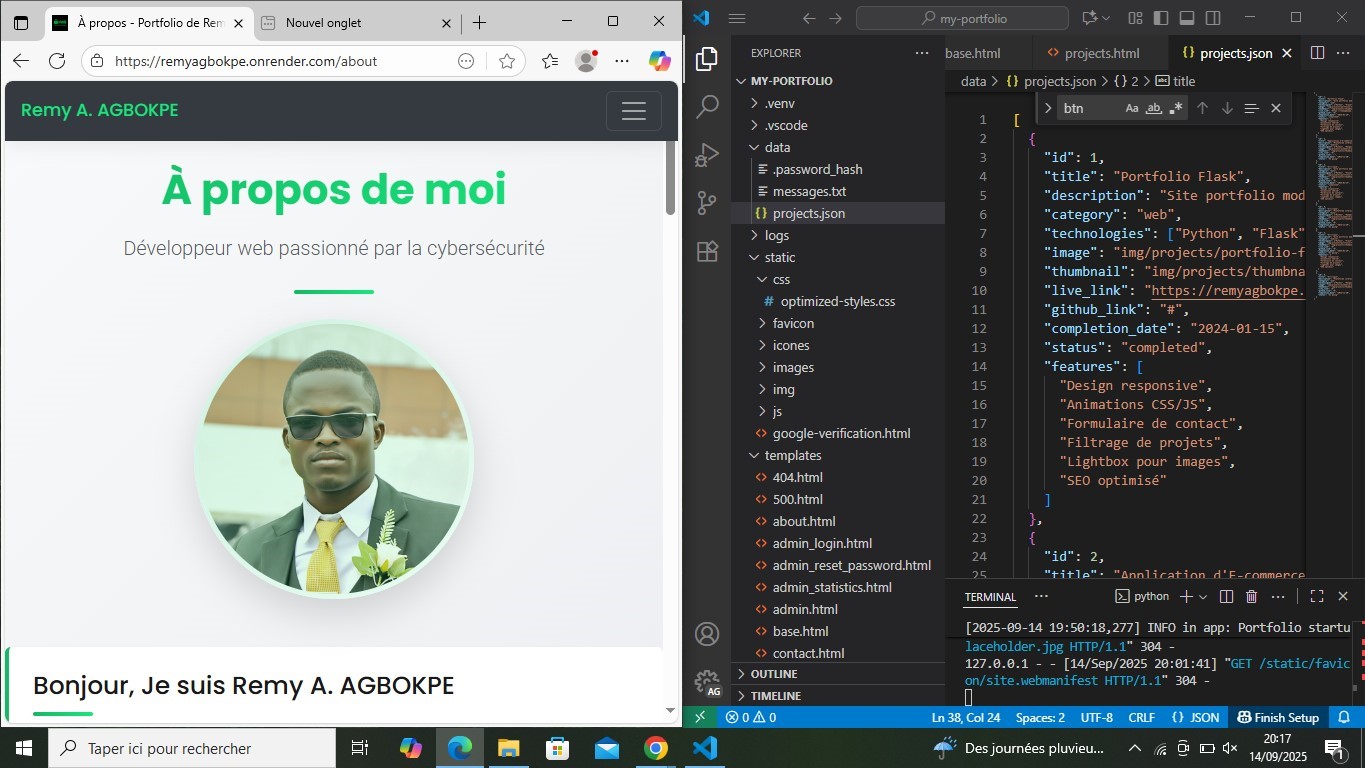 À propos - Portfolio de Rem
Nouvel onglet
https://remyagbokpe.onrender.com/about
Remy A. AGBOKPE
À propos de moi
Développeur web passionné par la cybersécurité
Bonjour, Je suis Remy A. AGBOKPE
my-portfolio
EXPLORER
MY-PORTFOLIO
.venv
.vscode
data
.password_hash
messages.txt
projects.json
logs
static
css
optimized-styles.css
favicon
icones
images
img
js
google-verification.html
templates
404.html
500.html
about.html
admin_login.html
admin_reset_password.html
admin_statistics.html
admin.html
base.html
contact.html
OUTLINE
TIMELINE
AG
base.html
projects.html
projects.json
data > {} projects.json > {} 2 > abc title
btn
Aa ab .*
1 [
2 {
3 "id": 1,
4 "title": "Portfolio Flask",
5 "description": "Site portfolio mod
6 "category": "web",
7 "technologies": ["Python", "Flask"
8 "image": "img/projects/portfolio-f
9 "thumbnail": "img/projects/thumbna
10 "live_link": "https://remyagbokpe.
11 "github_link": "#",
12 "completion_date": "2024-01-15",
13 "status": "completed",
14 "features": [
15 "Design responsive",
16 "Animations CSS/JS",
17 "Formulaire de contact",
18 "Filtrage de projets",
19 "Lightbox pour images",
20 "SEO optimisé"
21 ]
22 },
23 {
24 "id": 2,
25 "title": "Application d'E-commerce
TERMINAL
python
[2025-09-14 19:50:18,277] INFO in app: Portfolio startu
laceholder.jpg HTTP/1.1" 304 -
127.0.0.1 - - [14/Sep/2025 20:01:41] "GET /static/favic
on/site.webmanifest HTTP/1.1" 304 -
0 0 Ln 38, Col 24 Spaces: 2 UTF-8 CRLF {} JSON Finish Setup
Taper ici pour rechercher
Des journées pluvieu...
20:17
14/09/2025
1